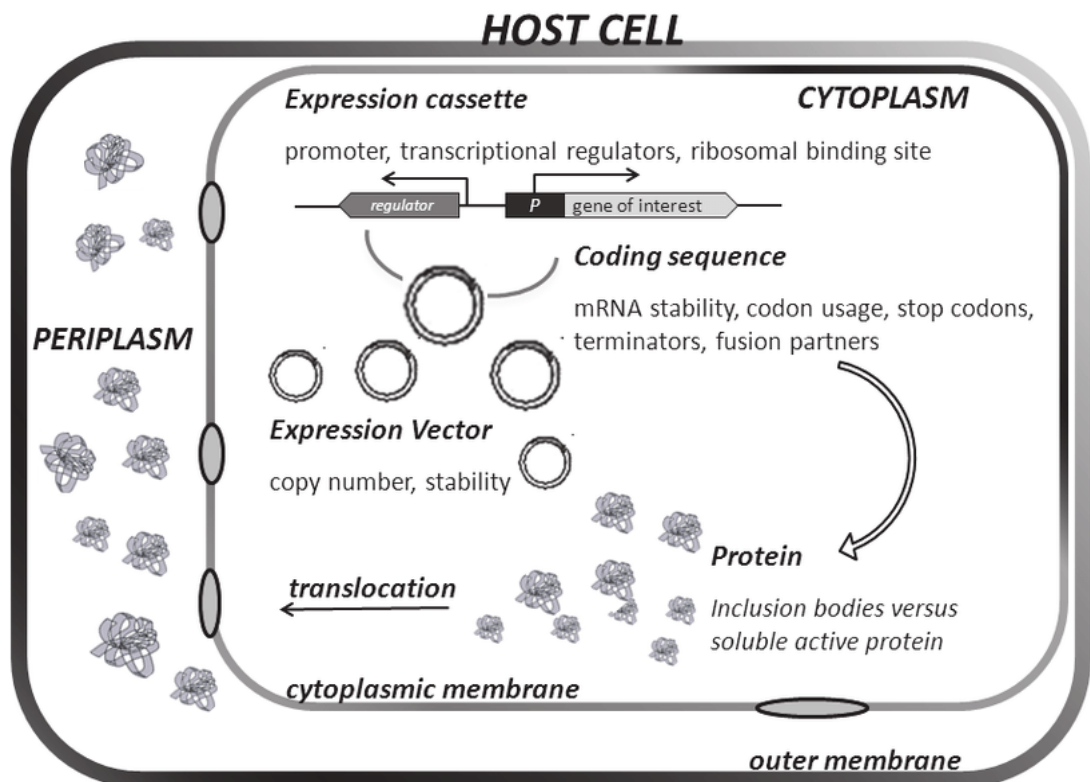 HOST CELL
Expression cassette
CYTOPLASM
promoter, transcriptional regulators, ribosomal binding site
regulator
P
gene of interest
Coding sequence
mRNA stability, codon usage, stop codons,
terminators, fusion partners
PERIPLASM
Expression Vector
copy number, stability
Protein
Inclusion bodies versus
soluble active protein
translocation
cytoplasmic membrane
outer membrane